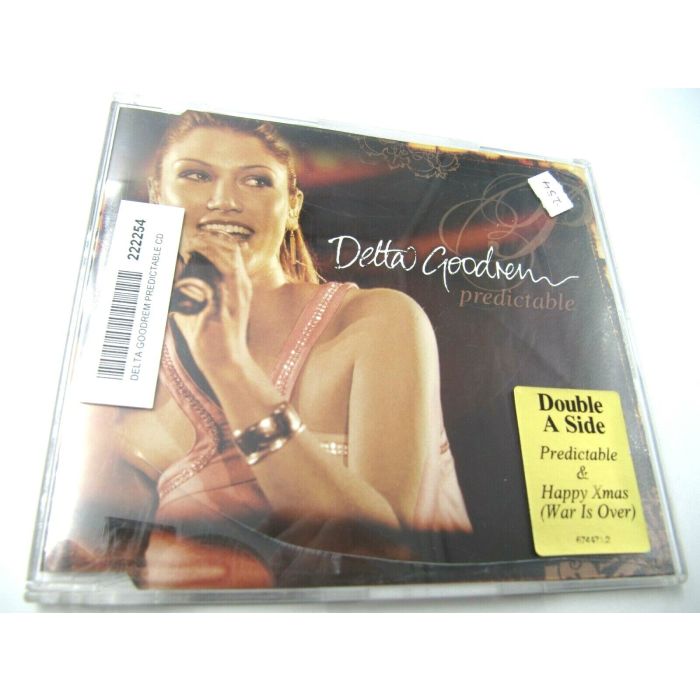 222254
DELTA GOODREM PREDICTABLE CD
Delta Goodrem
predictable
Double
A Side
Predictable
&
Happy Xmas
(War Is Over)